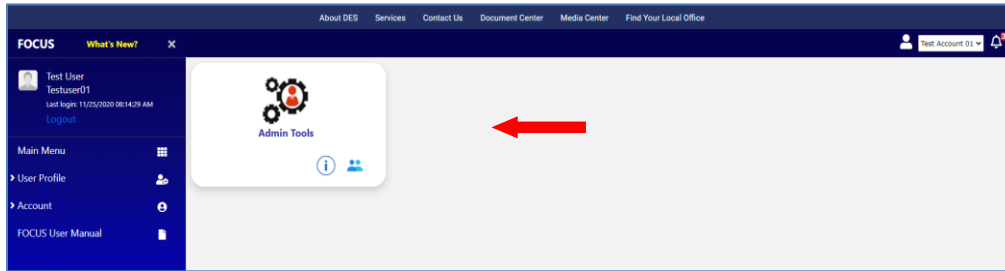 About DES Services Contact Us Document Center Media Center Find Your Local Office
FOCUS What's New? ×
Test Account 01
Test User
Testuser01
Last login: 11/25/2020 08:14:29 AM
Logout
Admin Tools
Main Menu
User Profile
Account
FOCUS User Manual